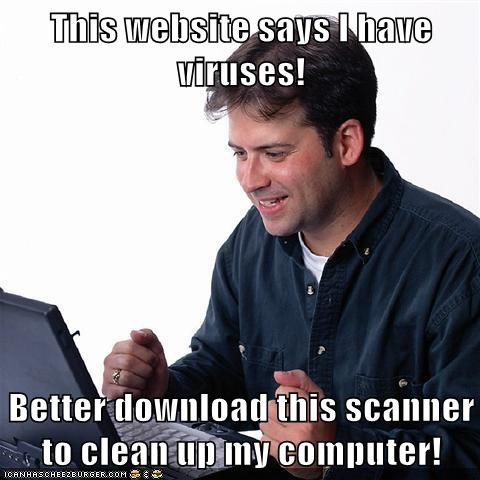 This website says I have
viruses!
Better download this scanner
to clean up my computer!
ICANHASCHEEZBURGER.COM